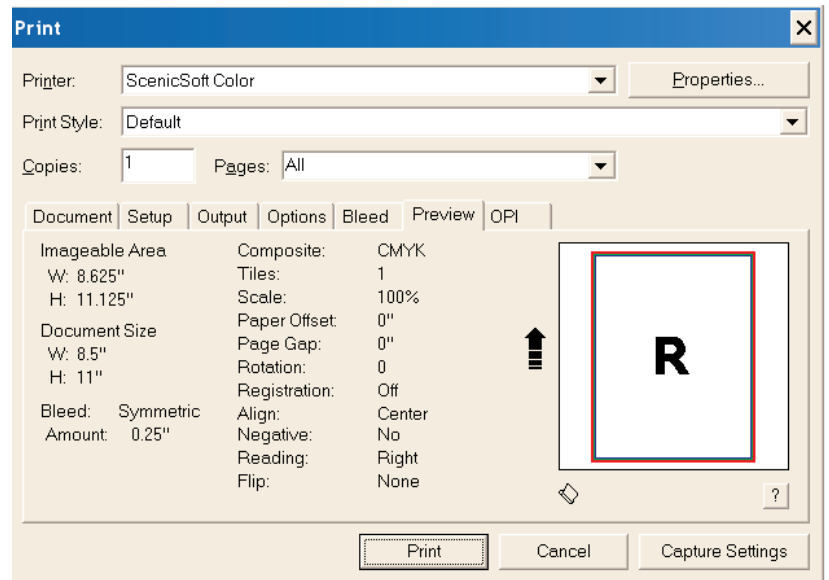 Print
Printer: ScenicSoft Color Properties...
Print Style: Default
Copies: 1 Pages: All
Document Setup Output Options Bleed Preview OPI
Imageable Area Composite: CMYK
W: 8.625" Tiles: 1
H: 11.125" Scale: 100%
Paper Offset: 0"
Document Size Page Gap: 0"
W: 8.5" Rotation: 0
H: 11" Registration: Off
Bleed: Symmetric Align: Center
Amount: 0.25" Negative: No
Reading: Right
Flip: None
R
?
Print Cancel Capture Settings